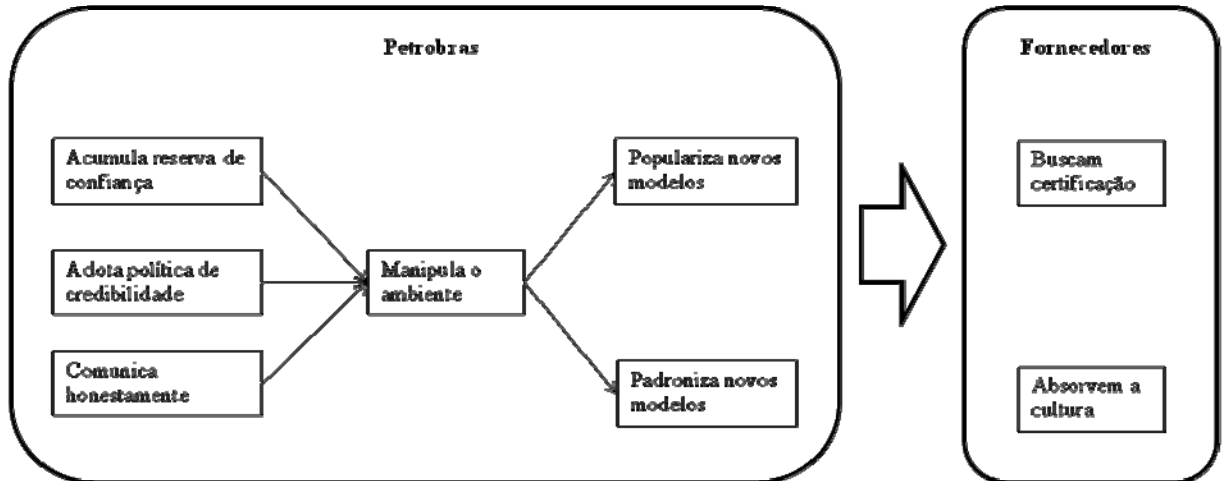 Petrobras
Acumula reserva de
confiança
Adota política de
credibilidade
Comunica
honestamente
Manipula o
ambiente
Populariza novos
modelos
Padroniza novos
modelos
Fornecedores
Buscam
certificação
Absorvem a
cultura